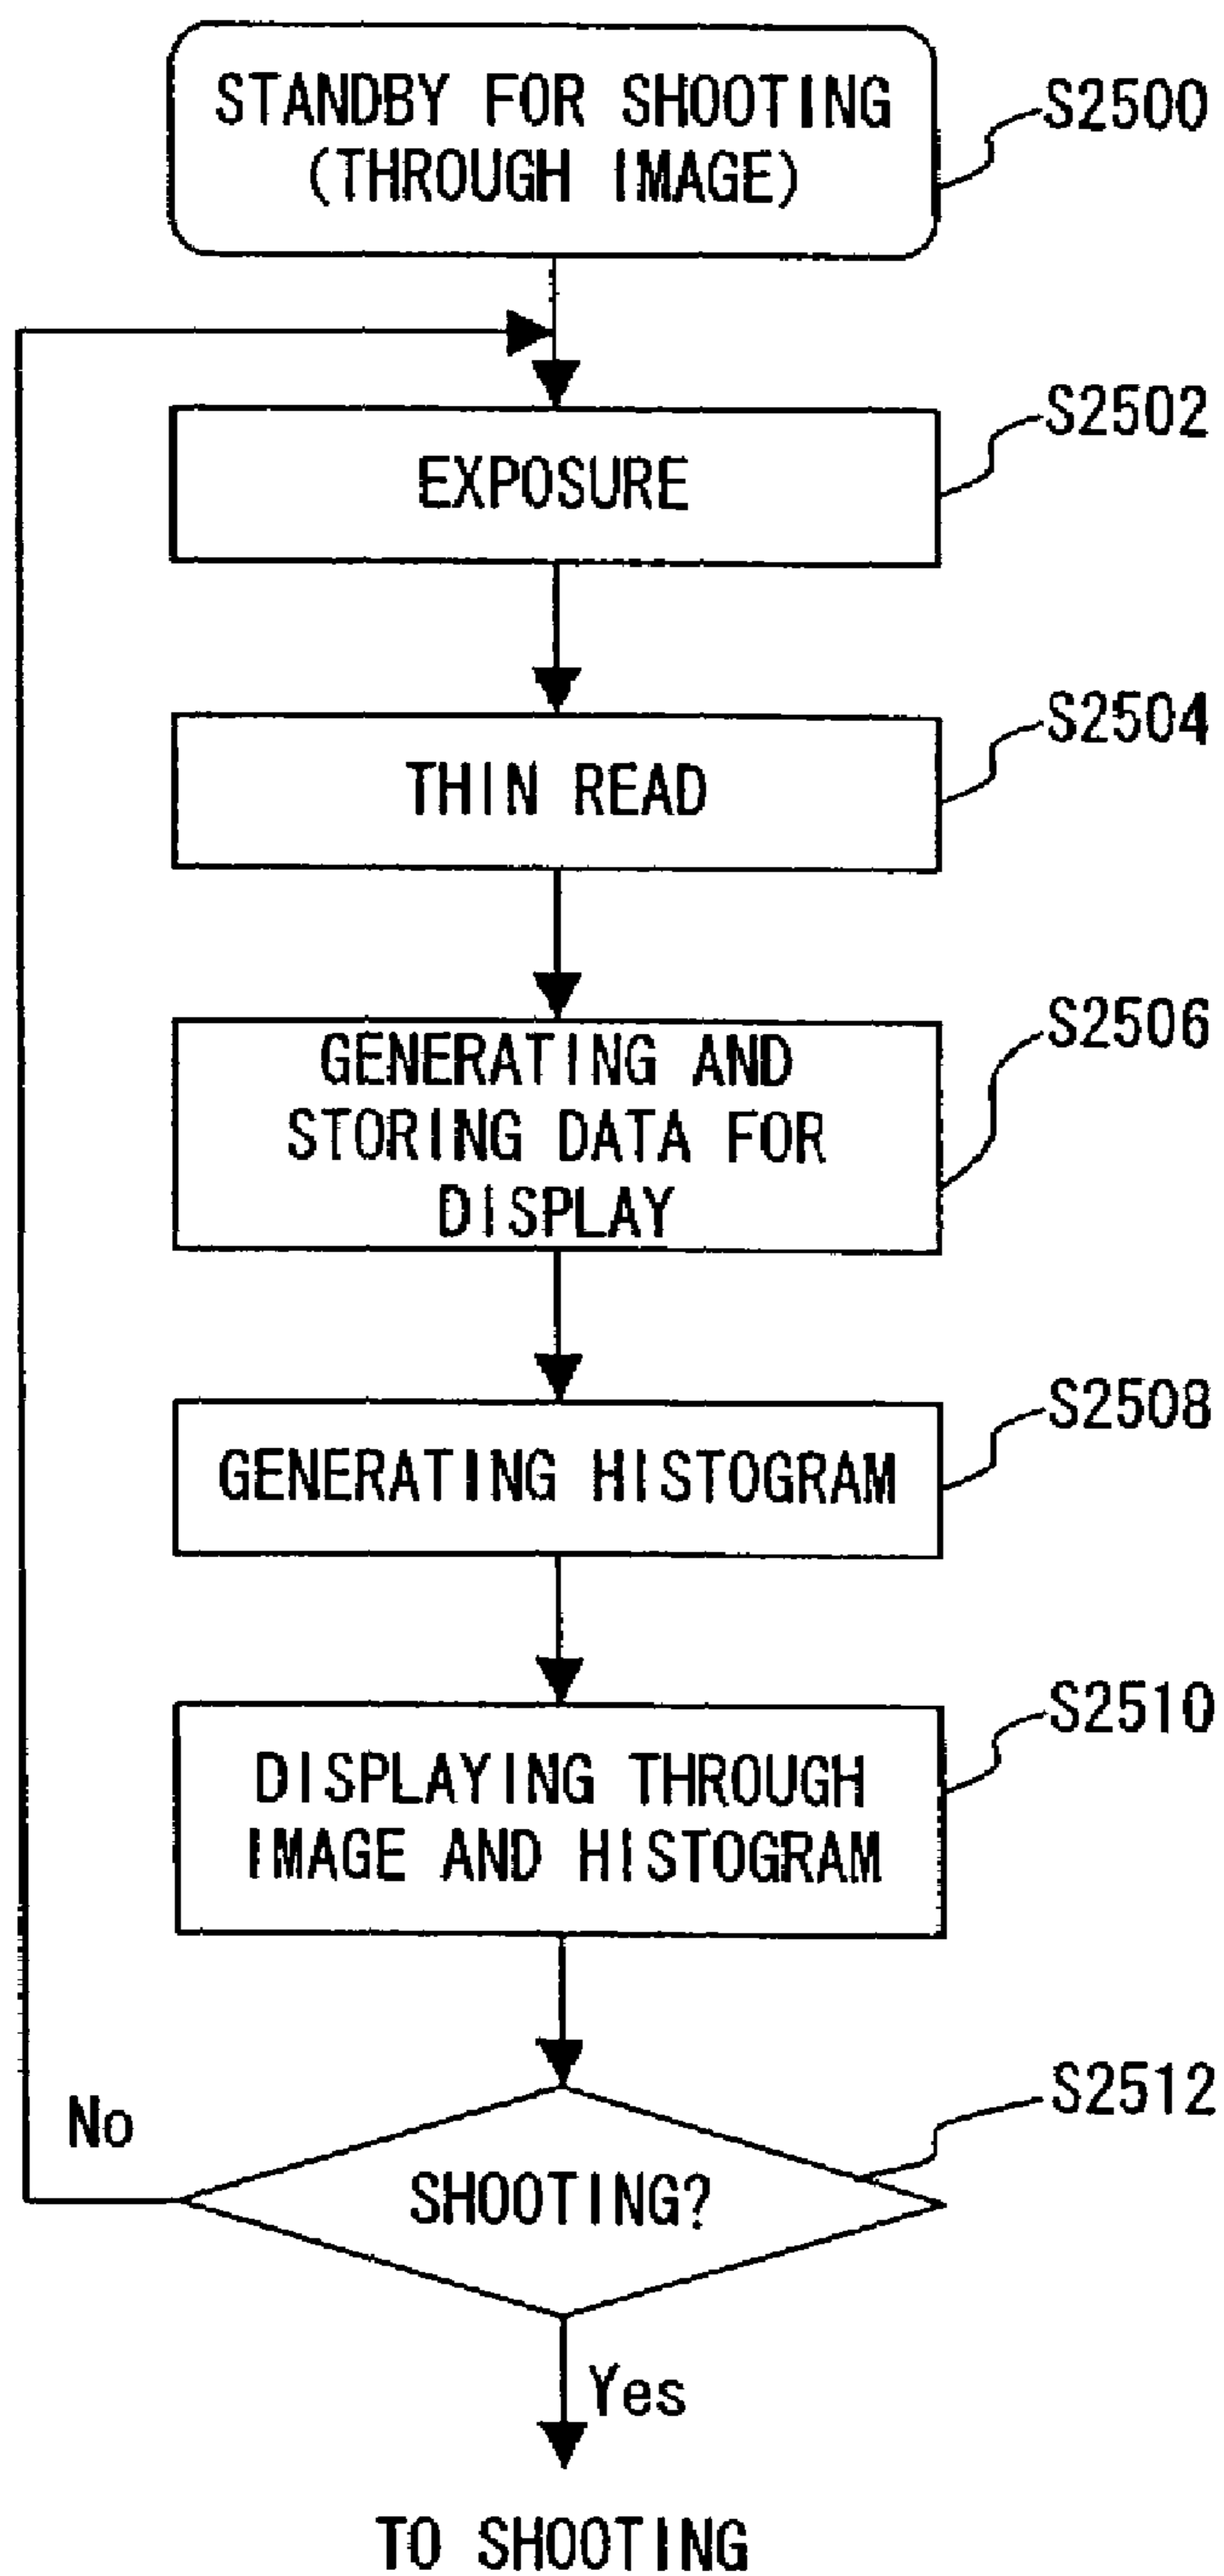 STANDBY FOR SHOOTING
(THROUGH IMAGE)
S2500
EXPOSURE
S2502
THIN READ
S2504
GENERATING AND
STORING DATA FOR
DISPLAY
S2506
GENERATING HISTOGRAM
S2508
DISPLAYING THROUGH
IMAGE AND HISTOGRAM
S2510
SHOOTING?
S2512
No
Yes
TO SHOOTING